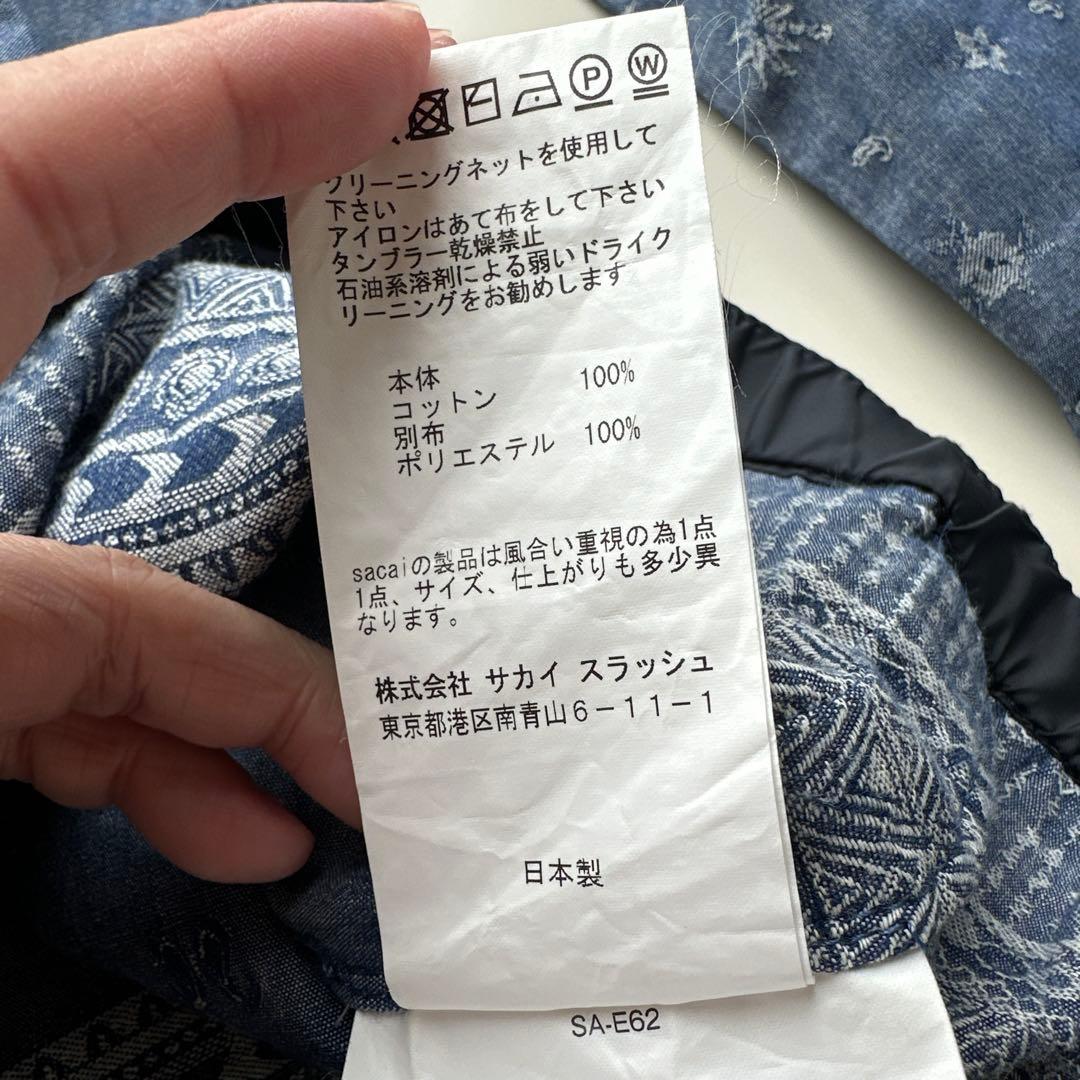 P W
クリーニングネットを使用して
下さい
アイロンはあて布をして下さい
タンブラー乾燥禁止
石油系溶剤による弱いドライク
リーニングをお勧めします
本体
コットン 100%
別布
ポリエステル 100%
sacaiの製品は風合い重視の為1点
1点、サイズ、仕上がりも多少異
なります。
株式会社 サカイ スラッシュ
東京都港区南青山6−11−1
日本製
SA-E62